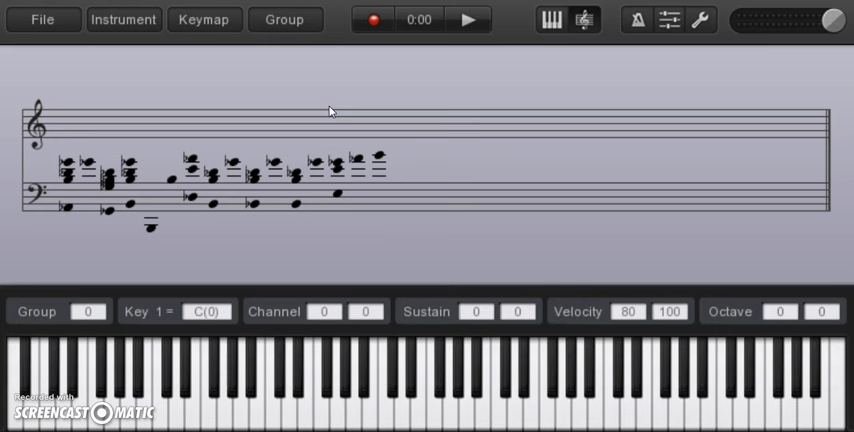 File Instrument Keymap Group 0:00
Group 0 Key 1 = C(0) Channel 0 0 Sustain 0 0 Velocity 80 100 Octave 0 0
Recorded with
SCREENCAST-O-MATIC